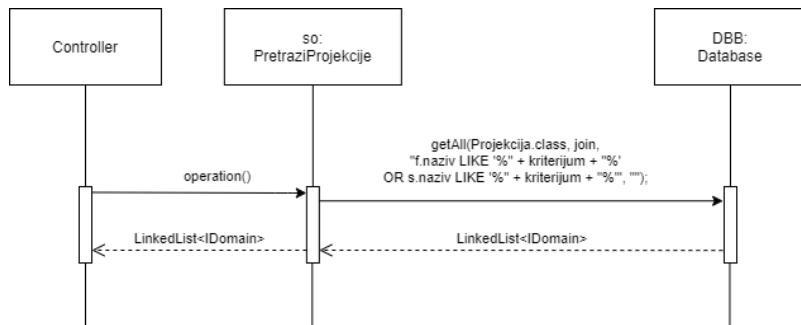 Controller
so:
PretraziProjekcije
DBB:
Database
getAll(Projekcija.class, join,
"f.naziv LIKE '%" + kriterijum + "%'
OR s.naziv LIKE '%" + kriterijum + "%'", "");
operation()
LinkedList<IDomain>
LinkedList<IDomain>